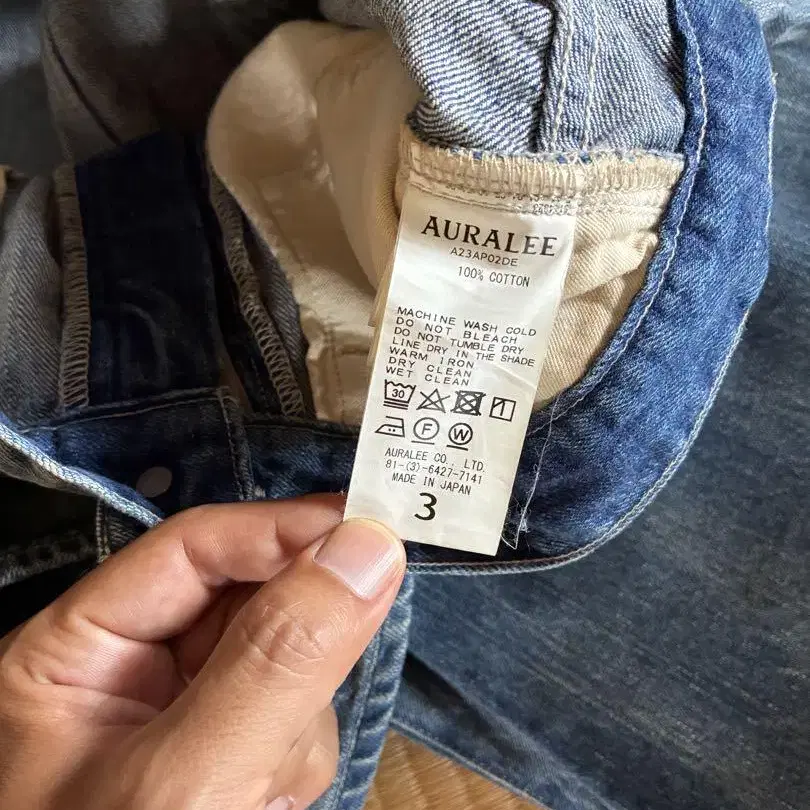 AURALEE
A23AP02DE
100% COTTON
MACHINE WASH COLD
DO NOT BLEACH
DO NOT TUMBLE DRY
LINE DRY IN THE SHADE
WARM IRON
DRY CLEAN
WET CLEAN
30
F W
AURALEE CO., LTD.
81-(3)-6427-7141
MADE IN JAPAN
3